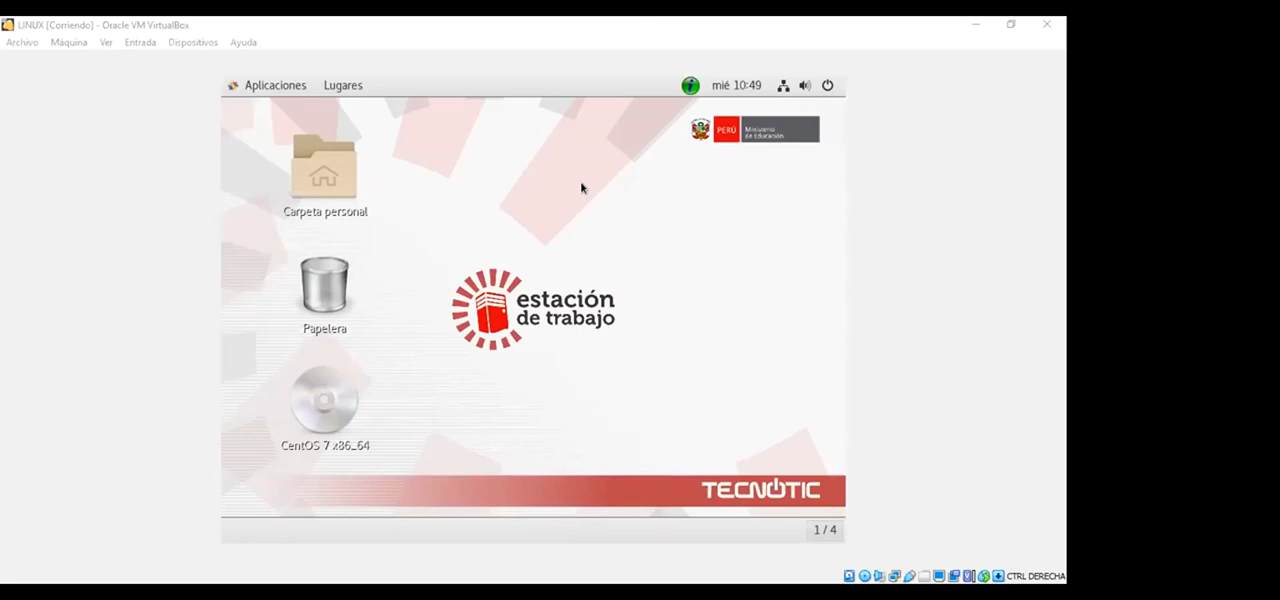 LINUX [Corriendo] - Oracle VM VirtualBox
Archivo Máquina Ver Entrada Dispositivos Ayuda
Aplicaciones Lugares mié 10:49
PERÚ Ministerio de Educación
Carpeta personal
estación
de trabajo
Papelera
CentOS 7 x86_64
TECNOTIC
1 / 4
CTRL DERECHA